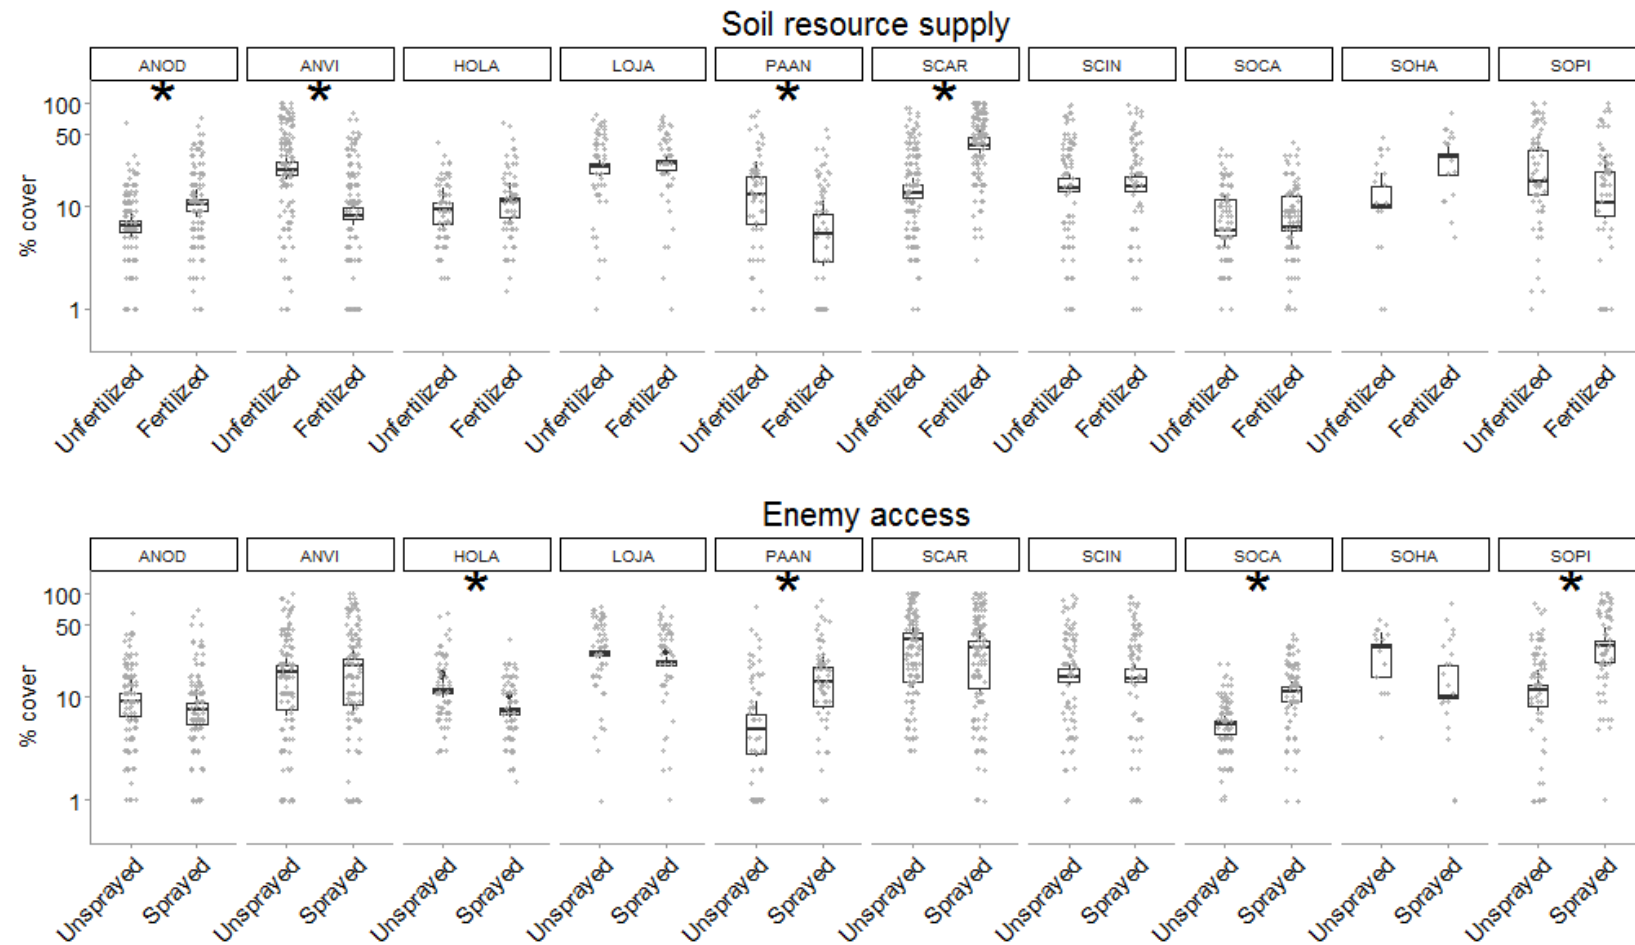 Soil resource supply
ANOD ANVI HOLA LOJA PAAN SCAR SCIN SOCA SOHA SOPI
* * * *
100
50
10
1
% cover
Unfertilized Fertilized Unfertilized Fertilized Unfertilized Fertilized Unfertilized Fertilized Unfertilized Fertilized Unfertilized Fertilized Unfertilized Fertilized Unfertilized Fertilized Unfertilized Fertilized Unfertilized Fertilized
Enemy access
ANOD ANVI HOLA LOJA PAAN SCAR SCIN SOCA SOHA SOPI
* * * *
100
50
10
1
% cover
Unsprayed Sprayed Unsprayed Sprayed Unsprayed Sprayed Unsprayed Sprayed Unsprayed Sprayed Unsprayed Sprayed Unsprayed Sprayed Unsprayed Sprayed Unsprayed Sprayed Unsprayed Sprayed